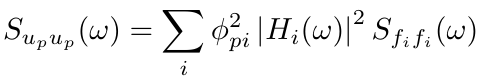 $S_{u_p u_p}(\omega) = \sum_i \phi_{pi}^2 \left| H_i(\omega) \right|^2 S_{f_i f_i}(\omega)$